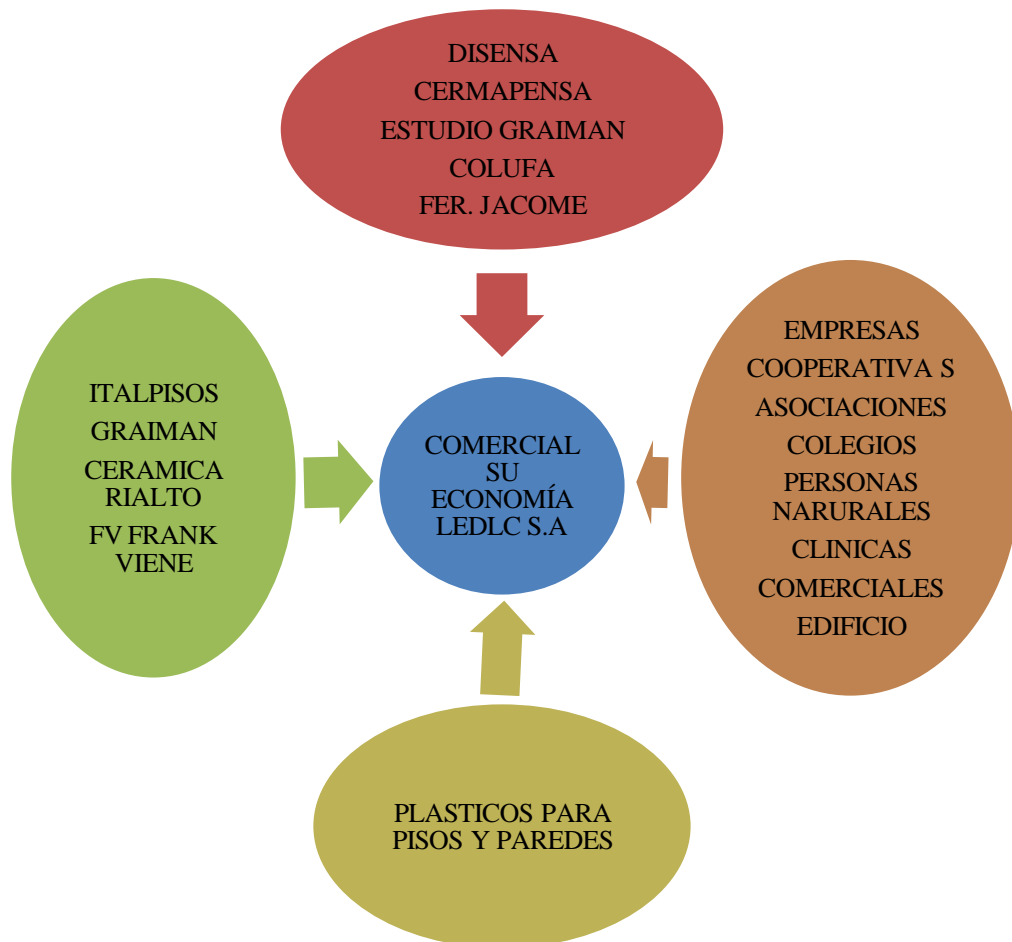 DISENSA
CERMAPENSA
ESTUDIO GRAIMAN
COLUFA
FER. JACOME
ITALPISOS
GRAIMAN
CERAMICA
RIALTO
FV FRANK
VIENE
COMERCIAL
SU
ECONOMÍA
LEDLC S.A
EMPRESAS
COOPERATIVA S
ASOCIACIONES
COLEGIOS
PERSONAS
NARURALES
CLINICAS
COMERCIALES
EDIFICIO
PLASTICOS PARA
PISOS Y PAREDES